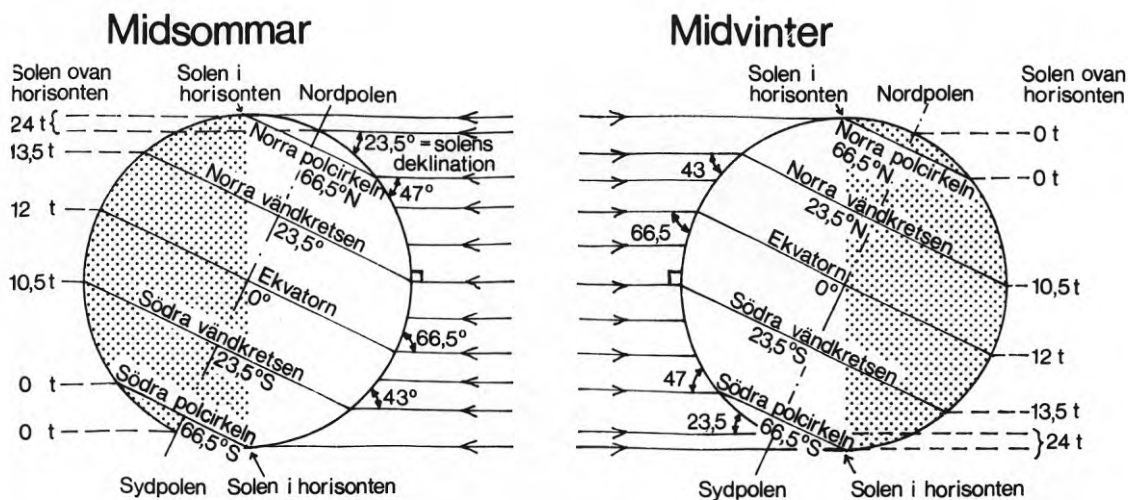 Midsommar
Solen ovan
horisonten
Solen i
horisonten
Nordpolen
24 t
13,5 t
12 t
10,5 t
0 t
0 t
23,5° = solens
deklination
47°
66,5°
43°
Norra polcirkeln
66,5°N
Norra vändkretsen
23,5°
Ekvatorn
0°
Södra vändkretsen
23,5°S
Södra polcirkeln
66,5°S
Sydpolen
Solen i horisonten
Midvinter
Solen i
horisonten
Nordpolen
Solen ovan
horisonten
43
66,5
47
23,5
Norra polcirkeln
66,5°N
Norra vändkretsen
23,5°N
Ekvatorn
0°
Södra vändkretsen
23,5°S
Södra polcirkeln
66,5°S
0 t
0 t
10,5 t
12 t
13,5 t
24 t
Sydpolen
Solen i horisonten